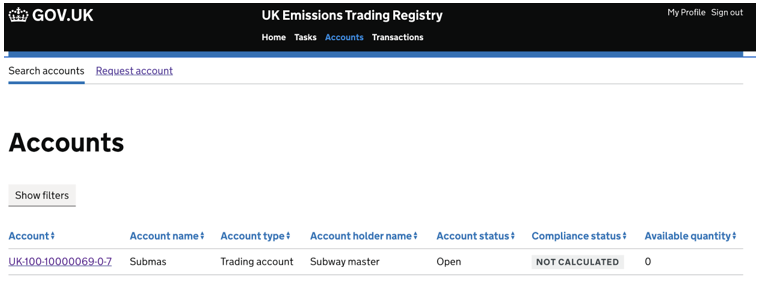 GOV.UK
UK Emissions Trading Registry
My Profile Sign out
Home Tasks Accounts Transactions
Search accounts Request account
Accounts
Show filters
Account Account name Account type Account holder name Account status Compliance status Available quantity
UK-100-10000069-0-7 Submas Trading account Subway master Open NOT CALCULATED 0